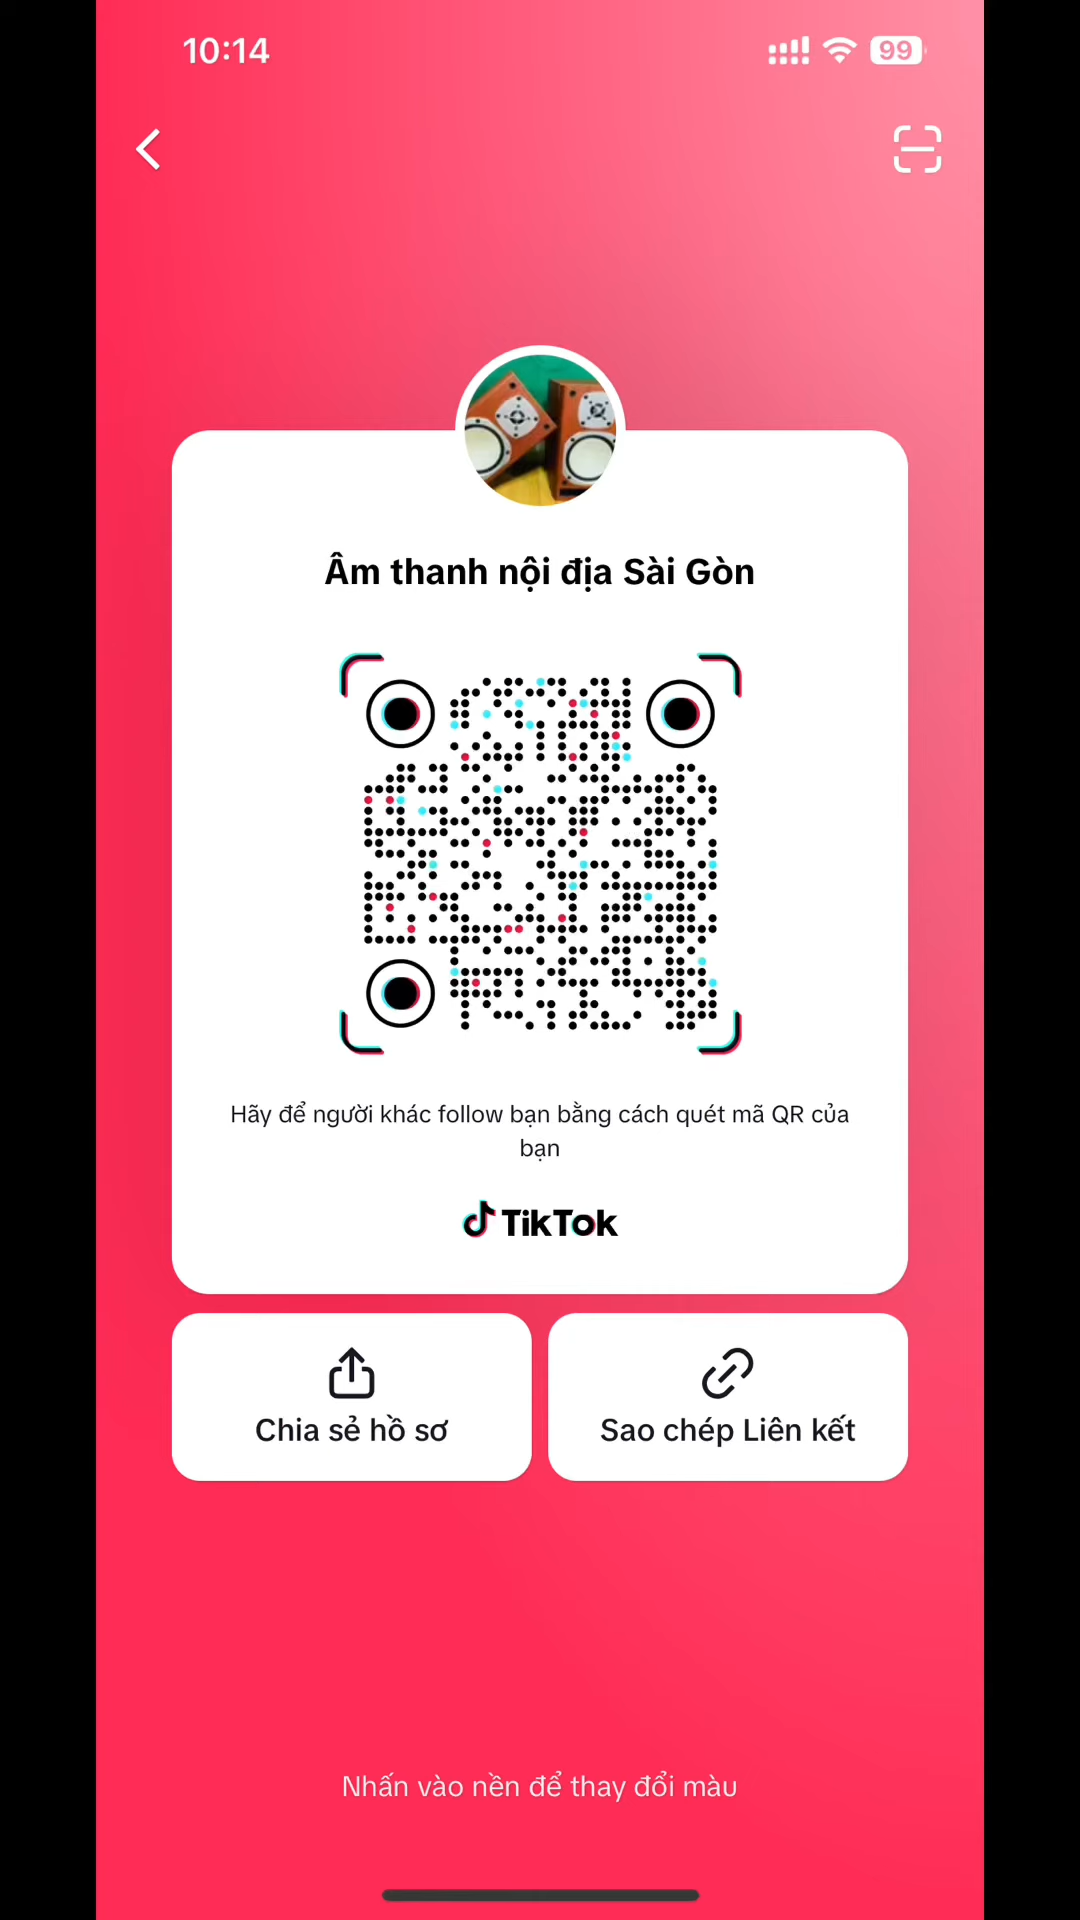 10:14
99
Âm thanh nội địa Sài Gòn
Hãy để người khác follow bạn bằng cách quét mã QR của
bạn
TikTok
Chia sẻ hồ sơ
Sao chép Liên kết
Nhấn vào nền để thay đổi màu